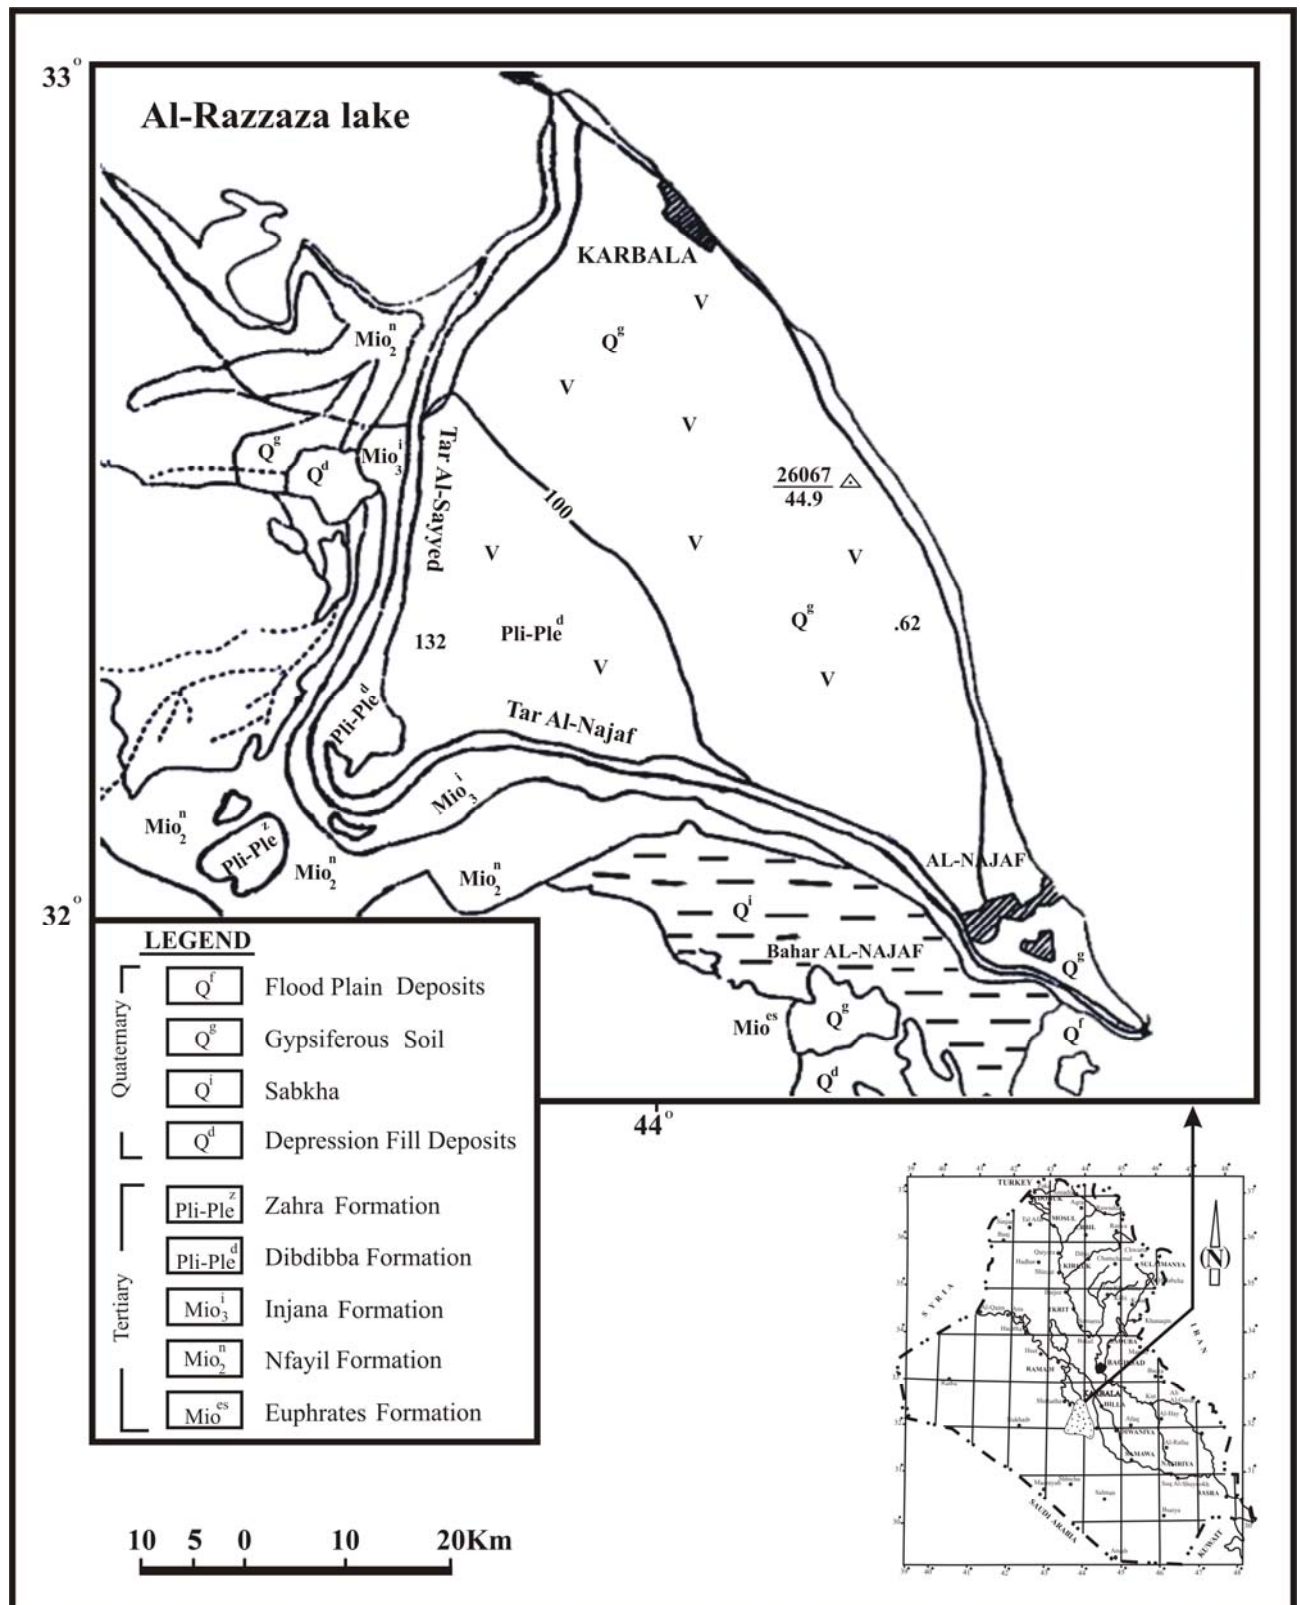 33°
Al-Razzaza lake
KARBALA
V
Mio₂ⁿ
Qᵍ
V
V
Qᵍ
Qᵈ
Mio₃ⁱ
Tar Al-Sayyed
26067
44.9
100
V
V
V
132
Pli-Pleᵈ
Qᵍ
.62
V
V
Pli-Pleᵈ
Tar Al-Najaf
Mio₃ⁱ
Mio₂ⁿ
Pli-Pleᶻ
Mio₂ⁿ
Mio₂ⁿ
AL-NAJAF
32°
Qⁱ
Bahar AL-NAJAF
Qᵍ
Mioᵉˢ
Qᵍ
Qᶠ
Qᵈ
44°
LEGEND
Quaternary
Qᶠ Flood Plain Deposits
Qᵍ Gypsiferous Soil
Qⁱ Sabkha
Qᵈ Depression Fill Deposits
Tertiary
Pli-Pleᶻ Zahra Formation
Pli-Pleᵈ Dibdibba Formation
Mio₃ⁱ Injana Formation
Mio₂ⁿ Nfayil Formation
Mioᵉˢ Euphrates Formation
10 5 0 10 20Km
TURKEY
MOSUL
KIRKUK
SULAIMANYA
SYRIA
IRAN
RAMADI
BAGHDAD
HILLA
SAMAWA
SAUDI ARABIA
KUWAIT
(N)